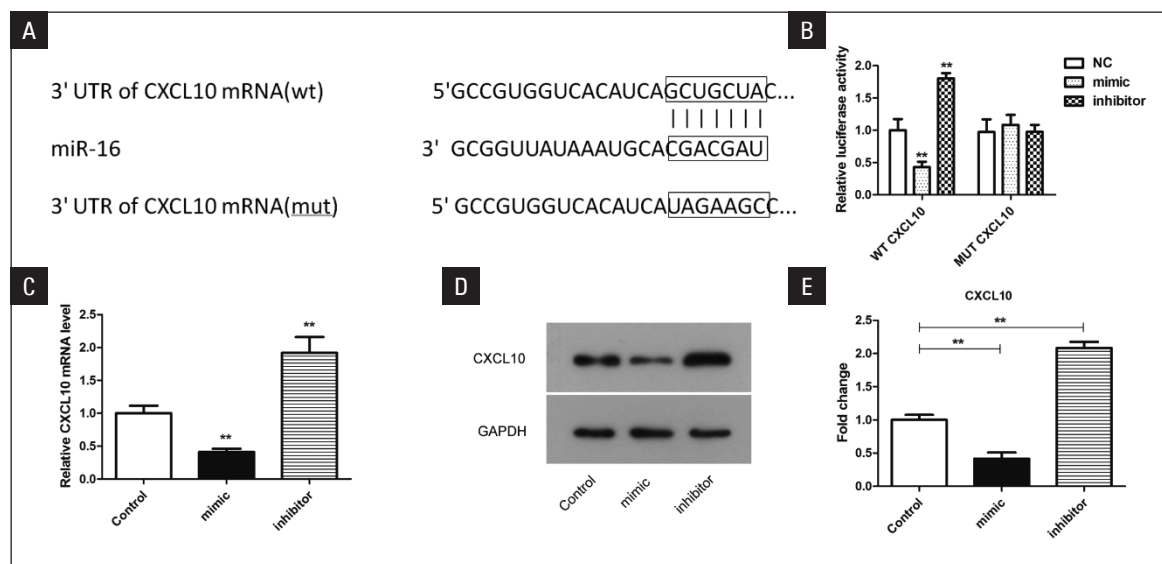 A
3' UTR of CXCL10 mRNA(wt) 5'GCCGUGGUCACAUCAGCUGCUAC...
miR-16 3' GCGGUUAUAAAUGCACGACGAU
3' UTR of CXCL10 mRNA(mut) 5' GCCGUGGUCACAUCAUAGAAGCC...
B
Relative luciferase activity
2.0
1.5
1.0
0.5
0.0
**
**
WT CXCL10
MUT CXCL10
NC
mimic
inhibitor
C
Relative CXCL10 mRNA level
2.5
2.0
1.5
1.0
0.5
0.0
**
**
Control
mimic
inhibitor
D
CXCL10
GAPDH
Control
mimic
inhibitor
E
CXCL10
Fold change
2.5
2.0
1.5
1.0
0.5
0.0
**
**
Control
mimic
inhibitor